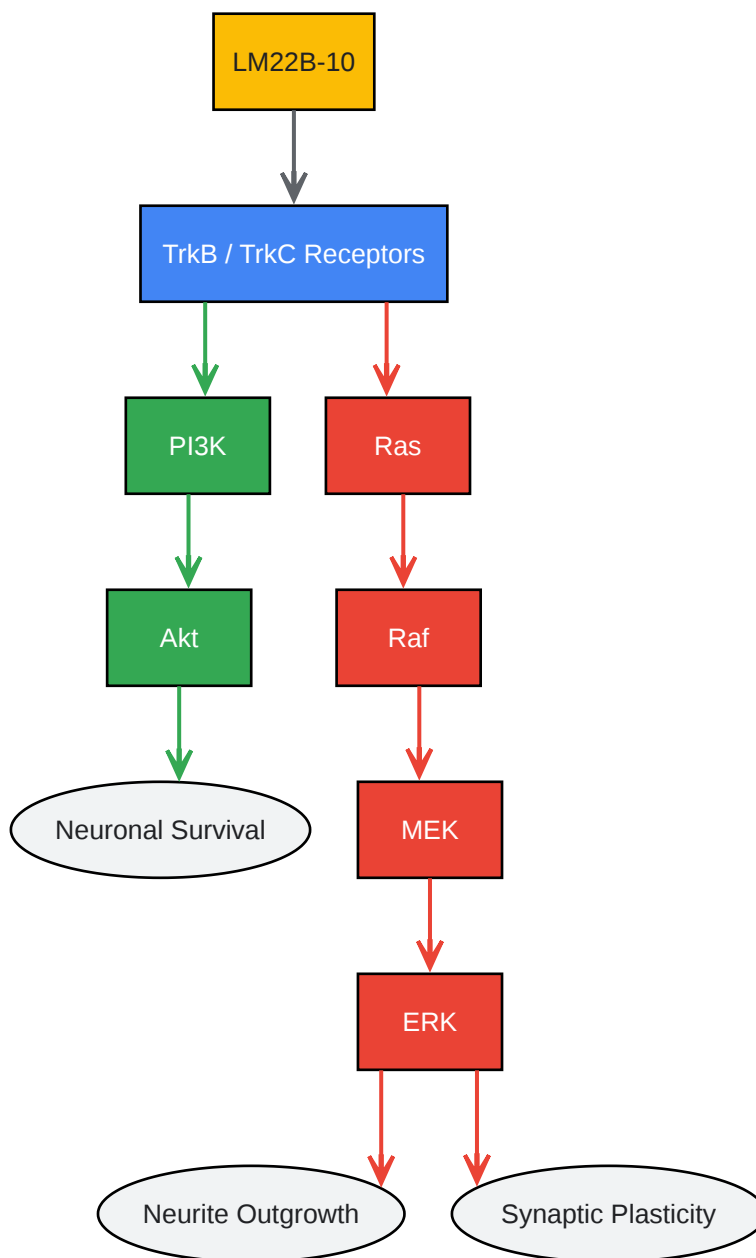 LM22B-10
TrkB / TrkC Receptors
PI3K
Ras
Akt
Raf
Neuronal Survival
MEK
ERK
Neurite Outgrowth
Synaptic Plasticity